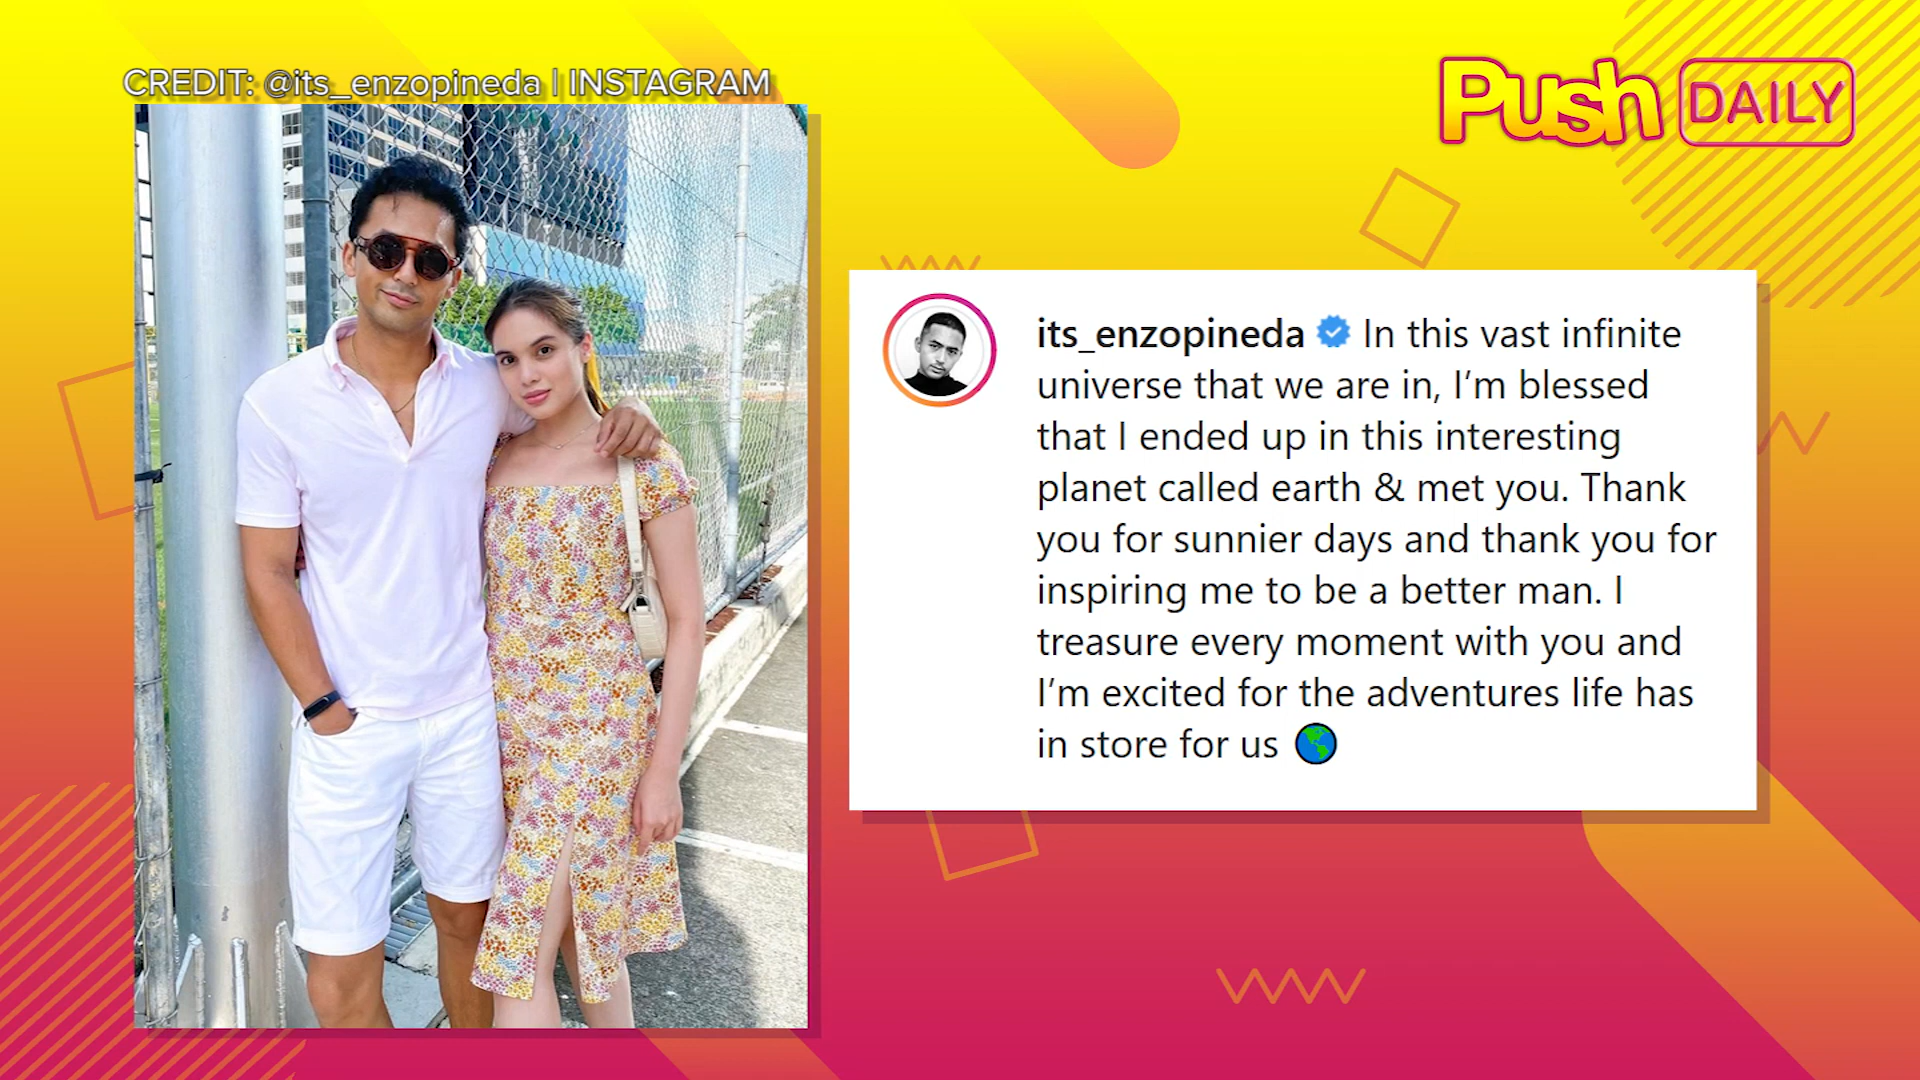 CREDIT: @its_enzopineda | INSTAGRAM
Push DAILY
its_enzopineda In this vast infinite
universe that we are in, I’m blessed
that I ended up in this interesting
planet called earth & met you. Thank
you for sunnier days and thank you for
inspiring me to be a better man. I
treasure every moment with you and
I’m excited for the adventures life has
in store for us 🌎